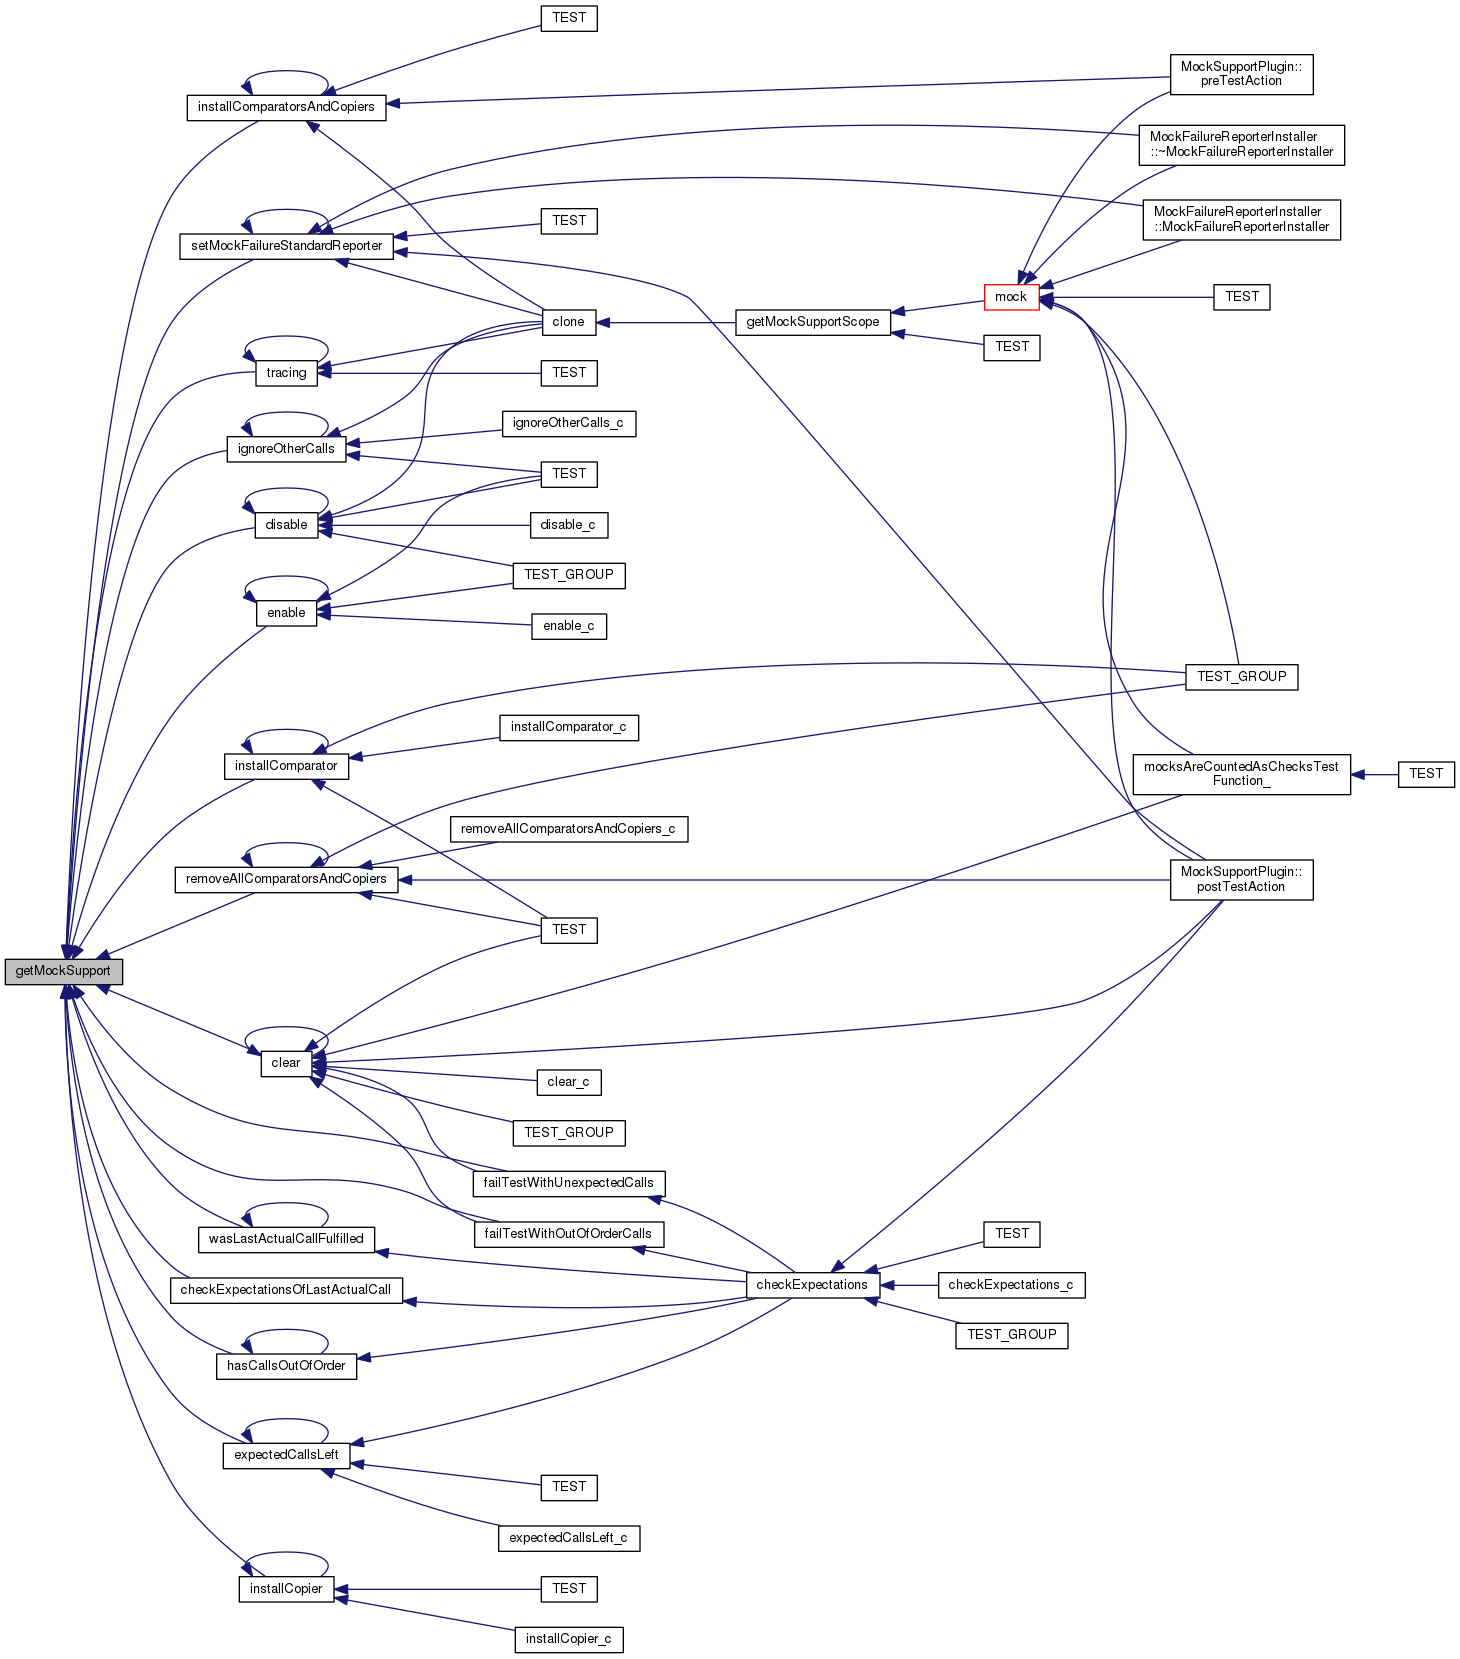 TEST
MockSupportPlugin::
preTestAction
installComparatorsAndCopiers
MockFailureReporterInstaller
::~MockFailureReporterInstaller
MockFailureReporterInstaller
::MockFailureReporterInstaller
TEST
setMockFailureStandardReporter
mock
TEST
clone
getMockSupportScope
TEST
tracing
TEST
ignoreOtherCalls_c
ignoreOtherCalls
TEST
disable
disable_c
TEST_GROUP
enable
enable_c
TEST_GROUP
installComparator_c
installComparator
mocksAreCountedAsChecksTest
Function_
TEST
removeAllComparatorsAndCopiers_c
removeAllComparatorsAndCopiers
MockSupportPlugin::
postTestAction
TEST
getMockSupport
clear
clear_c
TEST_GROUP
failTestWithUnexpectedCalls
wasLastActualCallFulfilled
failTestWithOutOfOrderCalls
TEST
checkExpectationsOfLastActualCall
checkExpectations
checkExpectations_c
TEST_GROUP
hasCallsOutOfOrder
expectedCallsLeft
TEST
expectedCallsLeft_c
installCopier
TEST
installCopier_c